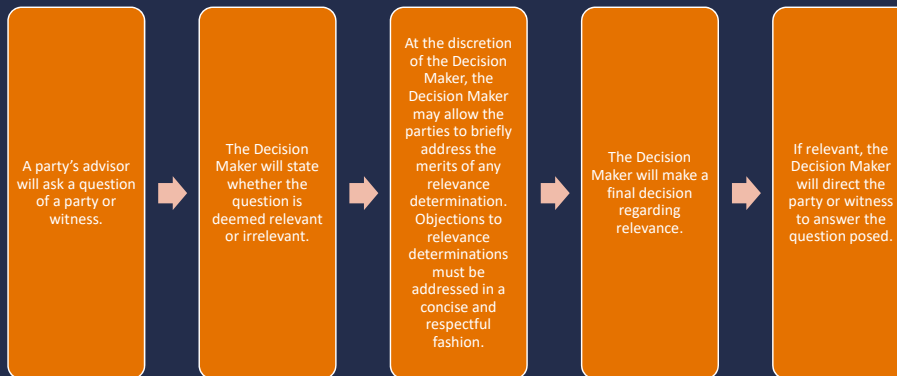 A party’s advisor
will ask a question
of a party or
witness.
The Decision
Maker will state
whether the
question is
deemed relevant
or irrelevant.
At the discretion
of the Decision
Maker, the
Decision Maker
may allow the
parties to briefly
address the
merits of any
relevance
determination.
Objections to
relevance
determinations
must be
addressed in a
concise and
respectful
fashion.
The Decision
Maker will make a
final decision
regarding
relevance.
If relevant, the
Decision Maker
will direct the
party or witness
to answer the
question posed.